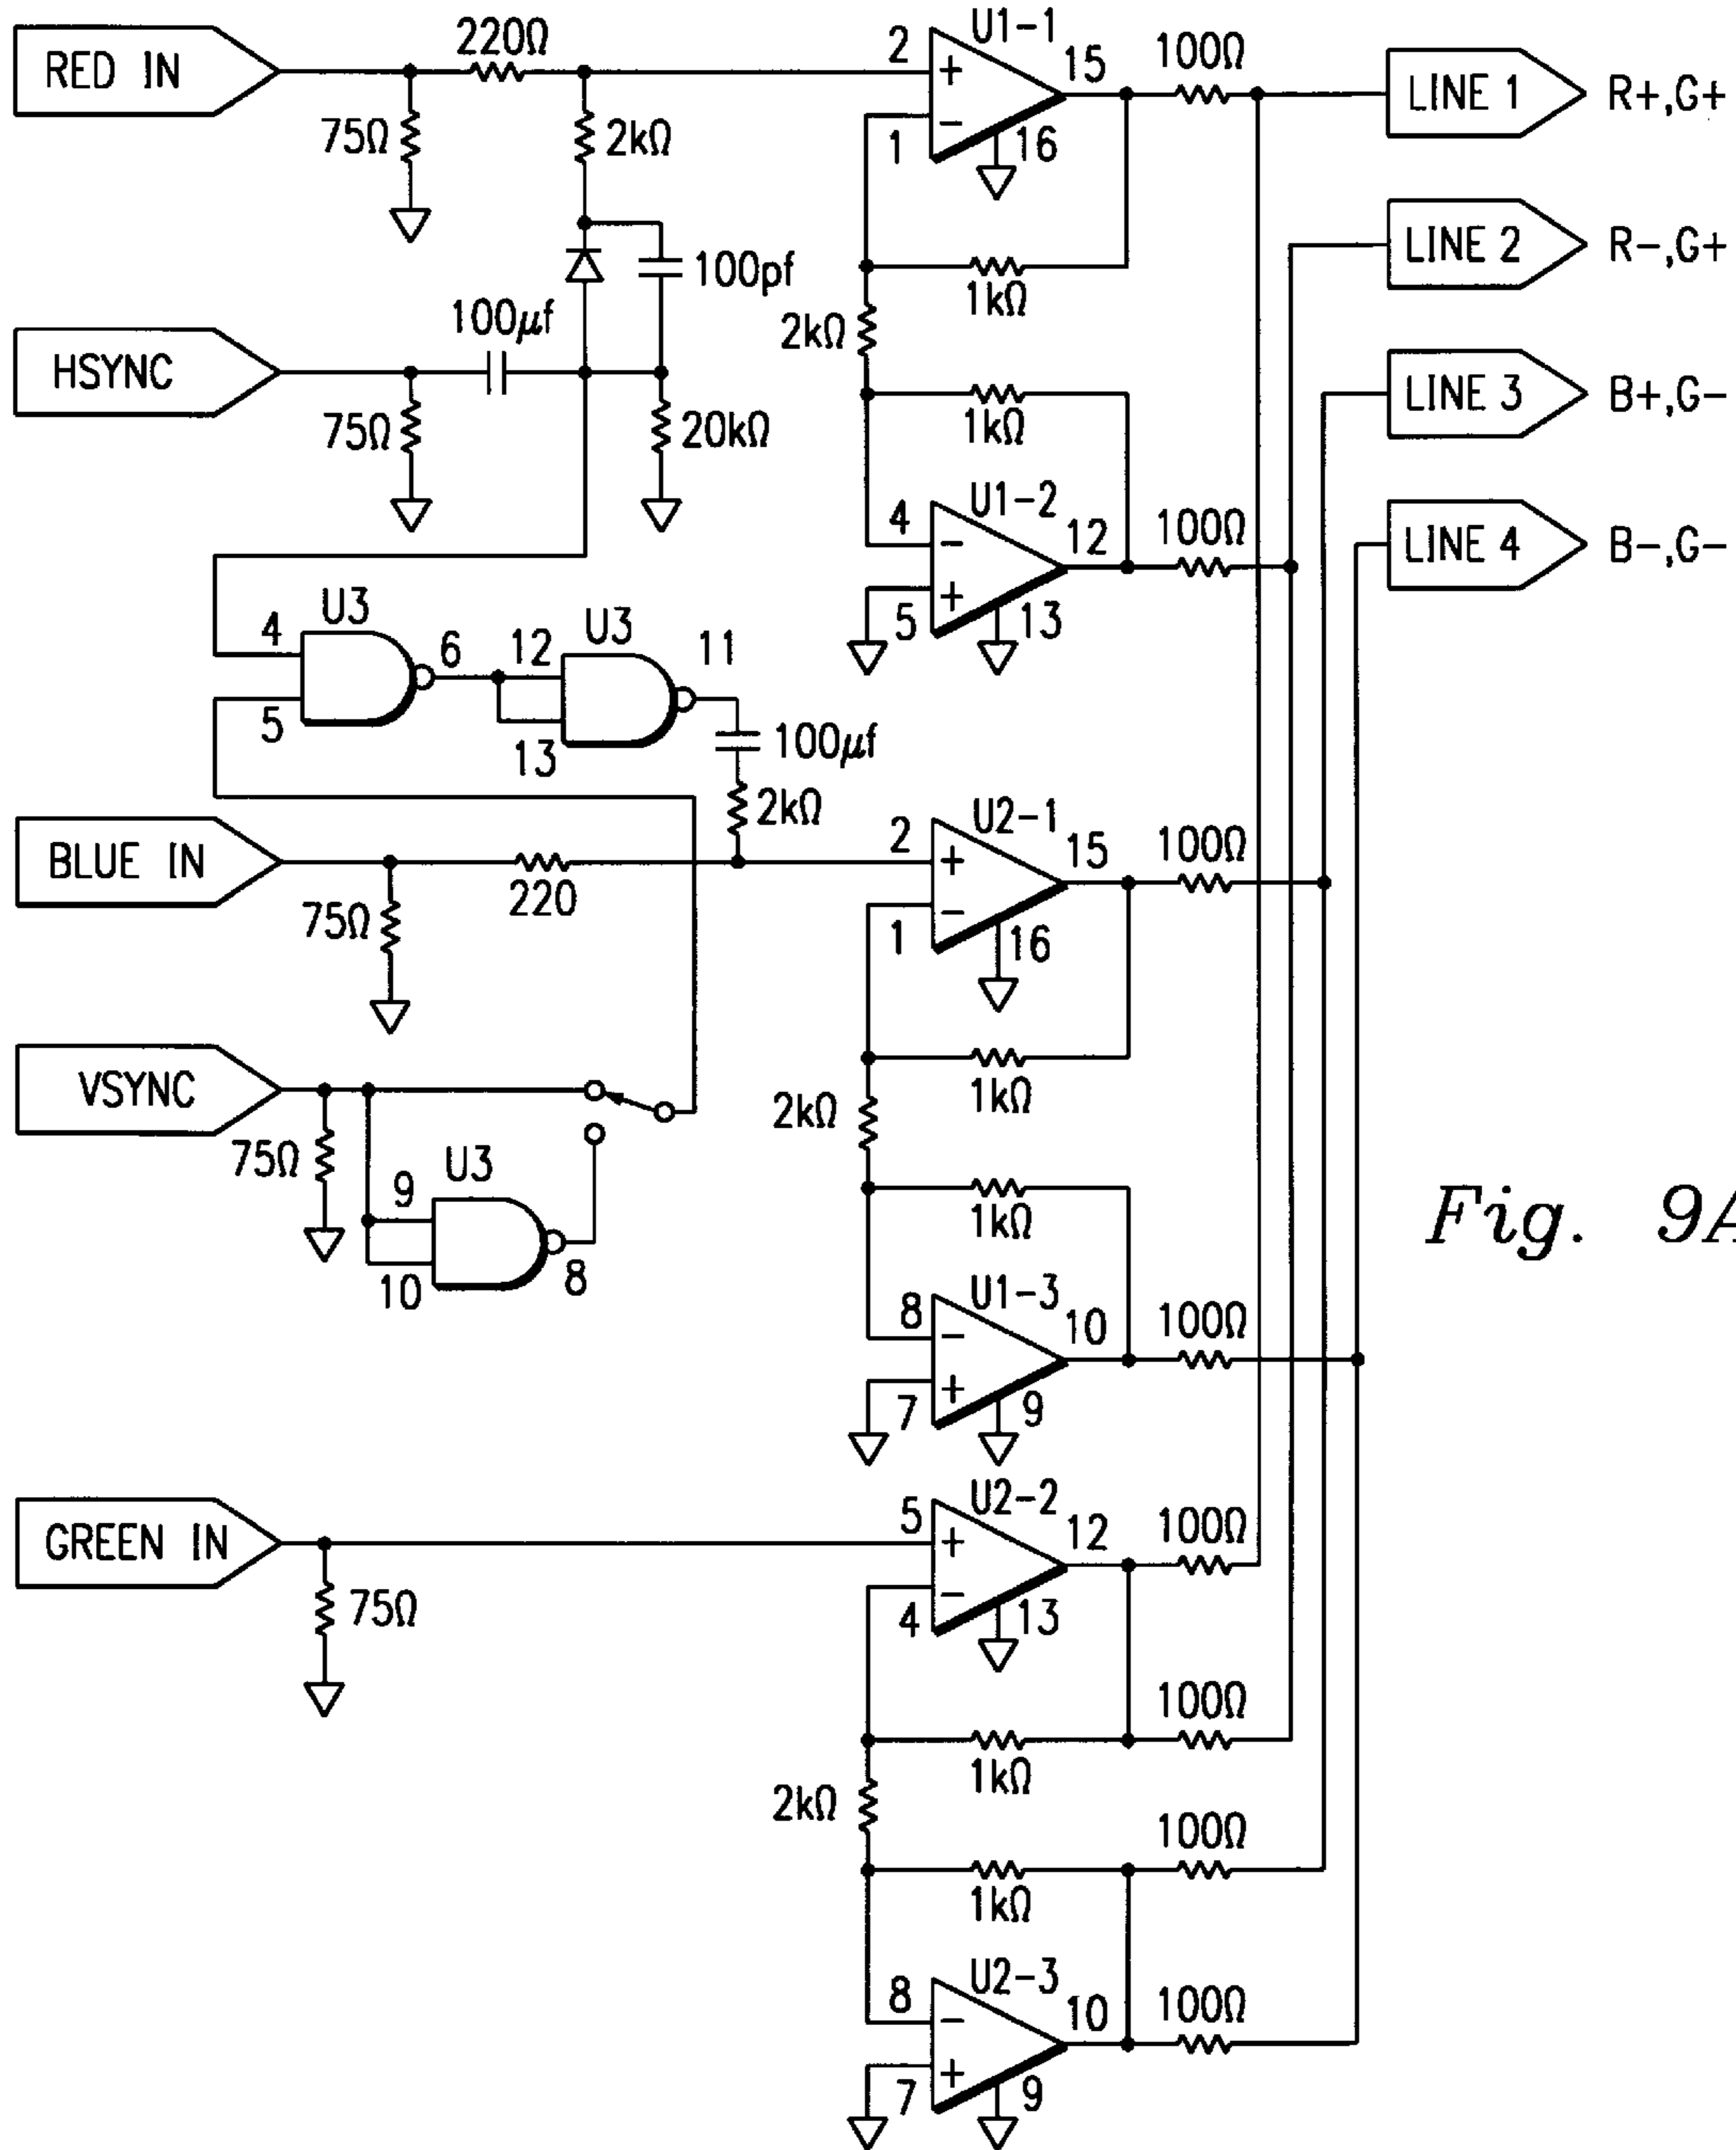 RED IN
220Ω
2
U1-1
15
100Ω
LINE 1
R+,G+
75Ω
2kΩ
1
16
LINE 2
R-,G+
100pf
1kΩ
100µf
2kΩ
HSYNC
LINE 3
B+,G-
75Ω
20kΩ
1kΩ
4
U1-2
12
100Ω
LINE 4
B-,G-
5
13
U3
4
6
5
12
U3
11
13
100µf
2kΩ
BLUE IN
75Ω
220
2
U2-1
15
100Ω
1
16
VSYNC
75Ω
2kΩ
1kΩ
U3
9
10
8
1kΩ
Fig. 9A
8
U1-3
10
100Ω
7
9
GREEN IN
75Ω
5
U2-2
12
100Ω
4
13
100Ω
1kΩ
2kΩ
100Ω
1kΩ
8
U2-3
10
100Ω
7
9